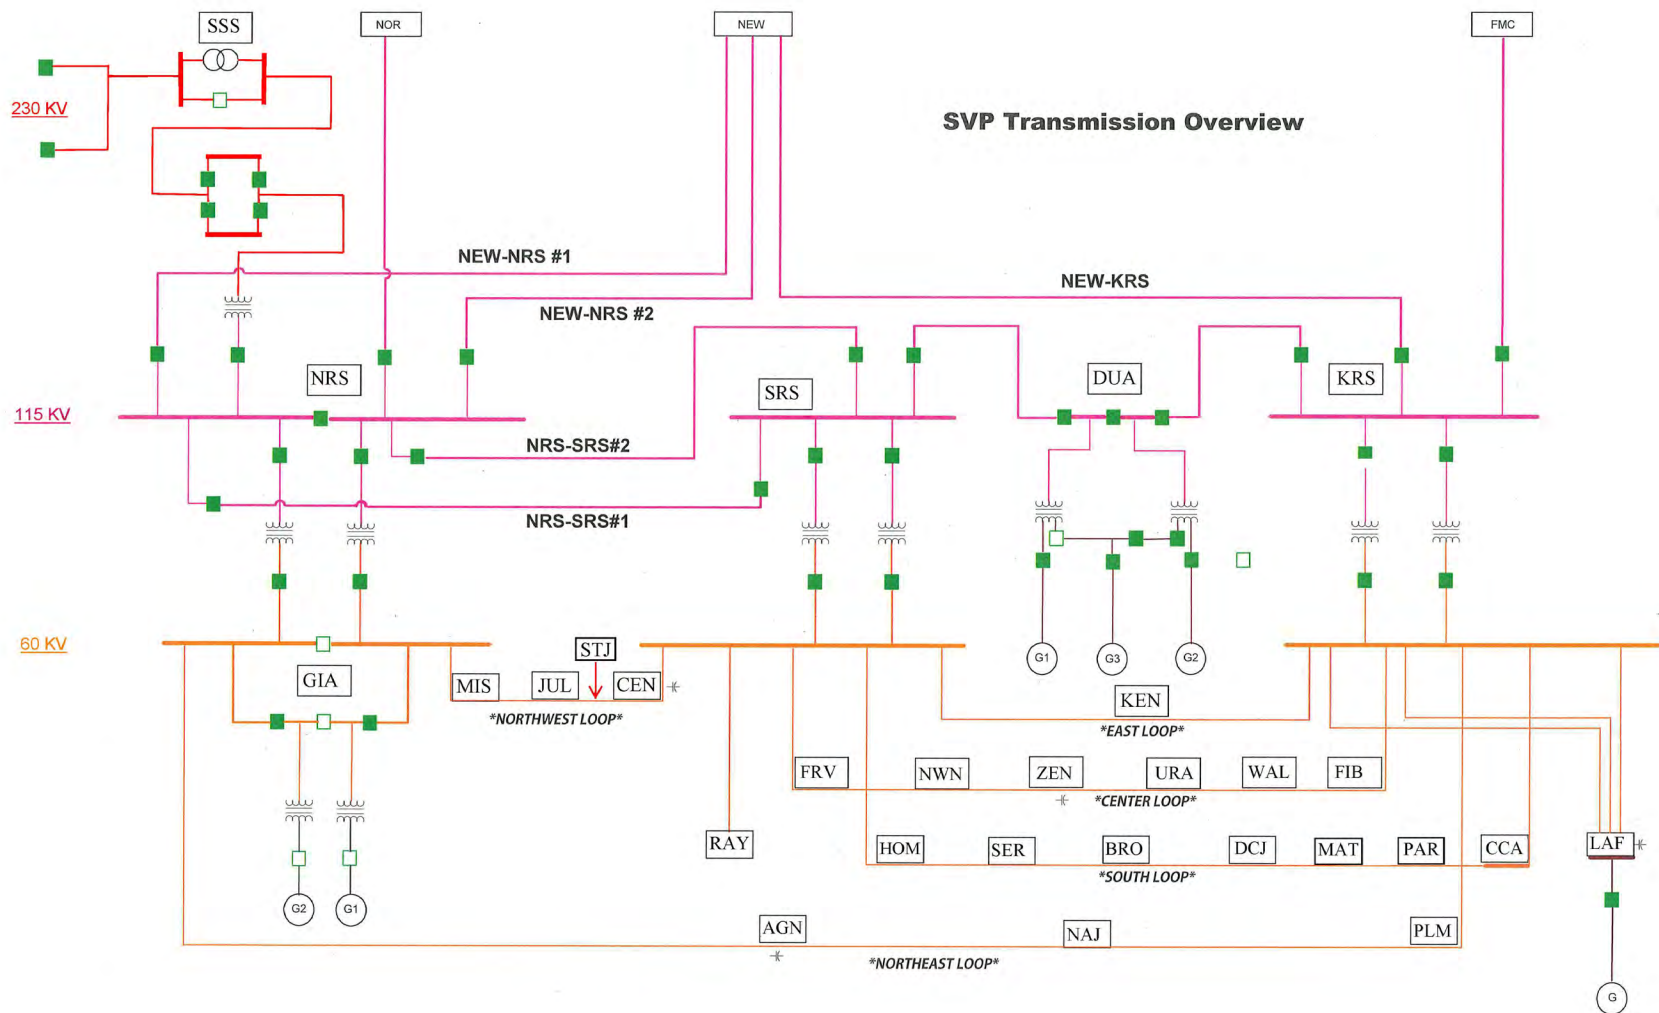 SSS
NOR
NEW
FMC
230 KV
SVP Transmission Overview
NEW-NRS #1
NEW-KRS
NEW-NRS #2
NRS
SRS
DUA
KRS
115 KV
NRS-SRS#2
NRS-SRS#1
60 KV
STJ
G1
G3
G2
GIA
MIS
JUL
CEN
*NORTHWEST LOOP*
KEN
*EAST LOOP*
FRV
NWN
ZEN
URA
WAL
FIB
*CENTER LOOP*
RAY
HOM
SER
BRO
DCJ
MAT
PAR
CCA
LAF
*SOUTH LOOP*
G2
G1
AGN
NAJ
PLM
*NORTHEAST LOOP*
G